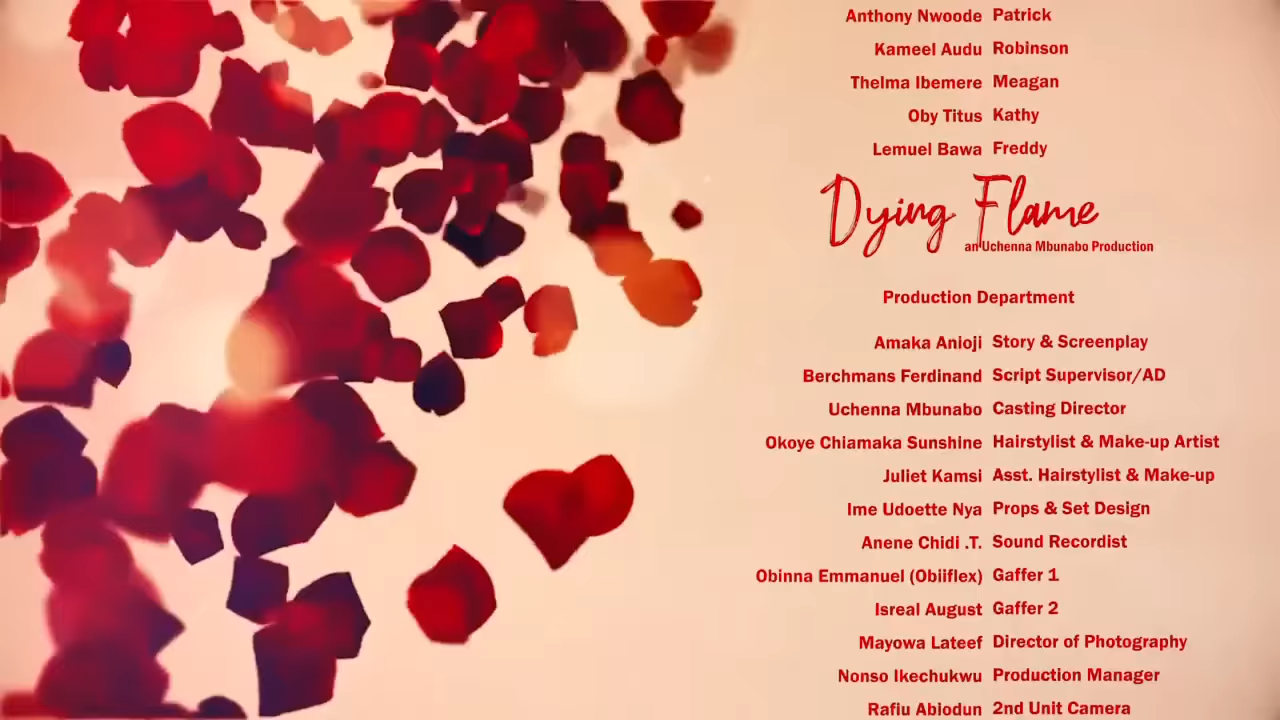 Anthony Nwoode Patrick
Kameel Audu Robinson
Thelma Ibemere Meagan
Oby Titus Kathy
Lemuel Bawa Freddy
Dying Flame
an Uchenna Mbunabo Production
Production Department
Amaka Anioji Story & Screenplay
Berchmans Ferdinand Script Supervisor/AD
Uchenna Mbunabo Casting Director
Okoye Chiamaka Sunshine Hairstylist & Make-up Artist
Juliet Kamsi Asst. Hairstylist & Make-up
Ime Udoette Nya Props & Set Design
Anene Chidi .T. Sound Recordist
Obinna Emmanuel (Obiiflex) Gaffer 1
Isreal August Gaffer 2
Mayowa Lateef Director of Photography
Nonso Ikechukwu Production Manager
Rafiu Abiodun 2nd Unit Camera